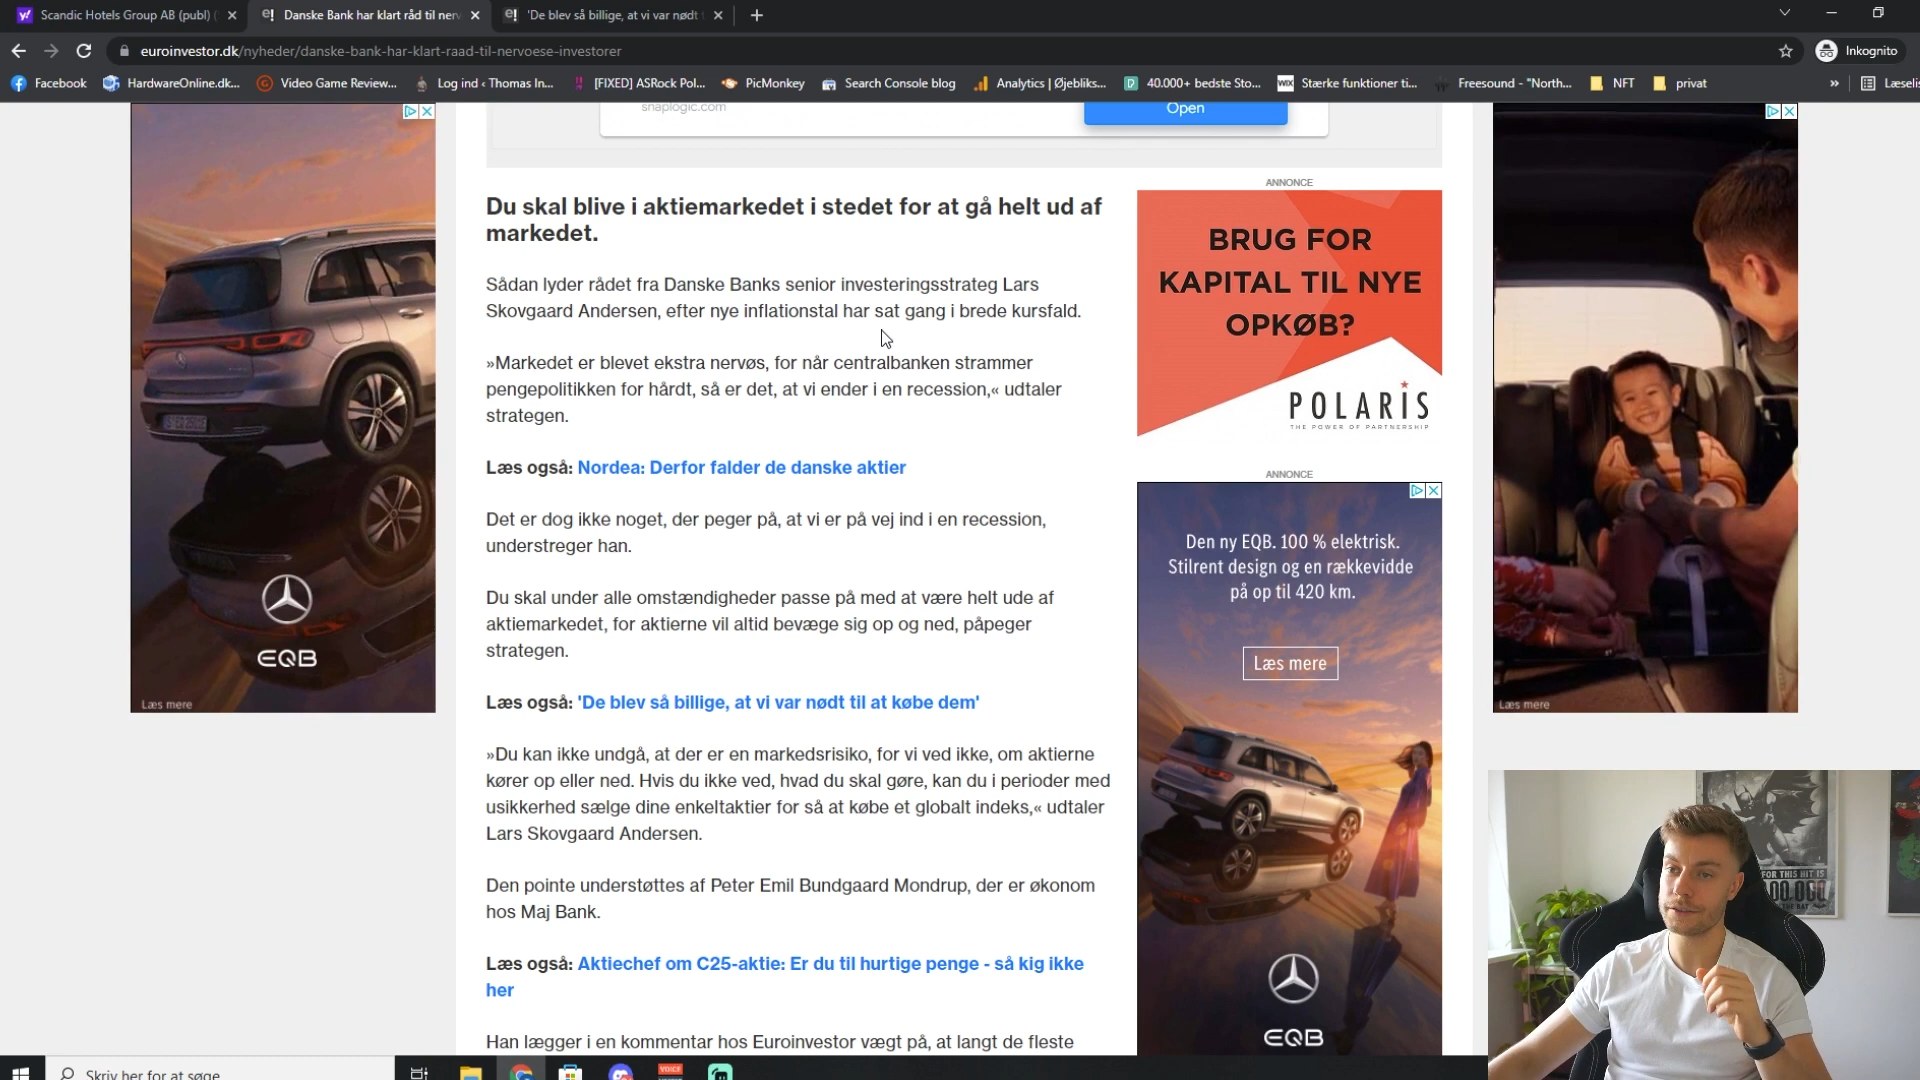 Scandic Hotels Group AB (publ) (
Danske Bank har klart råd til nerv
'De blev så billige, at vi var nødt
euroinvestor.dk/nyheder/danske-bank-har-klart-raad-til-nervoese-investorer
Inkognito
Facebook
HardwareOnline.dk...
Video Game Review...
Log ind ‹ Thomas In...
[FIXED] ASRock Pol...
PicMonkey
Search Console blog
Analytics | Øjebliks...
40.000+ bedste Sto...
WIX
Stærke funktioner ti...
Freesound - "North...
NFT
privat
»
Læselis
snaplogic.com
Open
Du skal blive i aktiemarkedet i stedet for at gå helt ud af
markedet.
Sådan lyder rådet fra Danske Banks senior investeringsstrateg Lars
Skovgaard Andersen, efter nye inflationstal har sat gang i brede kursfald.
»Markedet er blevet ekstra nervøs, for når centralbanken strammer
pengepolitikken for hårdt, så er det, at vi ender i en recession,« udtaler
strategen.
Læs også: Nordea: Derfor falder de danske aktier
Det er dog ikke noget, der peger på, at vi er på vej ind i en recession,
understreger han.
Du skal under alle omstændigheder passe på med at være helt ude af
aktiemarkedet, for aktierne vil altid bevæge sig op og ned, påpeger
strategen.
Læs også: 'De blev så billige, at vi var nødt til at købe dem'
»Du kan ikke undgå, at der er en markedsrisiko, for vi ved ikke, om aktierne
kører op eller ned. Hvis du ikke ved, hvad du skal gøre, kan du i perioder med
usikkerhed sælge dine enkeltaktier for så at købe et globalt indeks,« udtaler
Lars Skovgaard Andersen.
Den pointe understøttes af Peter Emil Bundgaard Mondrup, der er økonom
hos Maj Bank.
Læs også: Aktiechef om C25-aktie: Er du til hurtige penge - så kig ikke
her
Han lægger i en kommentar hos Euroinvestor vægt på, at langt de fleste
EQB
Læs mere
ANNONCE
BRUG FOR
KAPITAL TIL NYE
OPKØB?
POLARIS
THE POWER OF PARTNERSHIP
ANNONCE
Den ny EQB. 100 % elektrisk.
Stilrent design og en rækkevidde
på op til 420 km.
Læs mere
EQB
Læs mere
FOR THIS HIT IS
THE BAT
Skriv her for at søge
VOICE